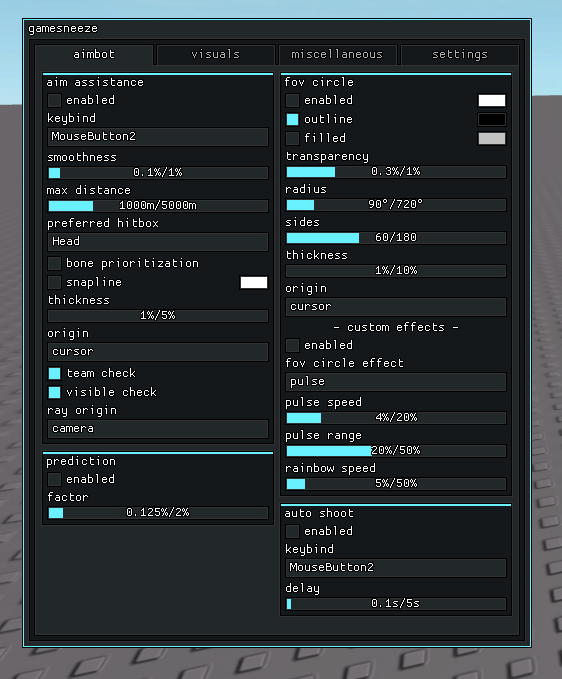 gamesneeze
aimbot visuals miscellaneous settings
aim assistance
enabled
keybind
MouseButton2
smoothness
0.1%/1%
max distance
1000m/5000m
preferred hitbox
Head
bone prioritization
snapline
thickness
1%/5%
origin
cursor
team check
visible check
ray origin
camera
prediction
enabled
factor
0.125%/2%
fov circle
enabled
outline
filled
transparency
0.3%/1%
radius
90°/720°
sides
60/180
thickness
1%/10%
origin
cursor
- custom effects -
enabled
fov circle effect
pulse
pulse speed
4%/20%
pulse range
20%/50%
rainbow speed
5%/50%
auto shoot
enabled
keybind
MouseButton2
delay
0.1s/5s